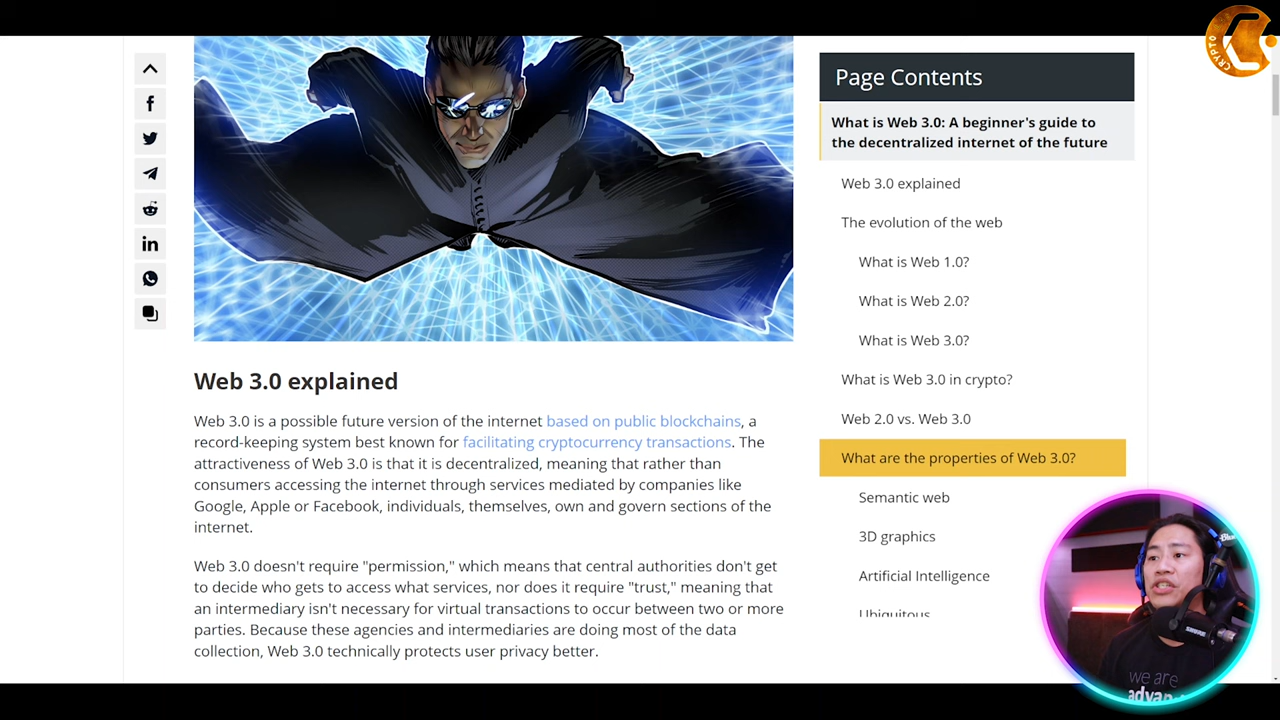 CRYPTO
Page Contents
What is Web 3.0: A beginner's guide to
the decentralized internet of the future
Web 3.0 explained
The evolution of the web
What is Web 1.0?
What is Web 2.0?
What is Web 3.0?
What is Web 3.0 in crypto?
Web 2.0 vs. Web 3.0
What are the properties of Web 3.0?
Semantic web
3D graphics
Artificial Intelligence
Ubiquitous
Web 3.0 explained
Web 3.0 is a possible future version of the internet based on public blockchains, a
record-keeping system best known for facilitating cryptocurrency transactions. The
attractiveness of Web 3.0 is that it is decentralized, meaning that rather than
consumers accessing the internet through services mediated by companies like
Google, Apple or Facebook, individuals, themselves, own and govern sections of the
internet.
Web 3.0 doesn't require "permission," which means that central authorities don't get
to decide who gets to access what services, nor does it require "trust," meaning that
an intermediary isn't necessary for virtual transactions to occur between two or more
parties. Because these agencies and intermediaries are doing most of the data
collection, Web 3.0 technically protects user privacy better.
SHURE
we are